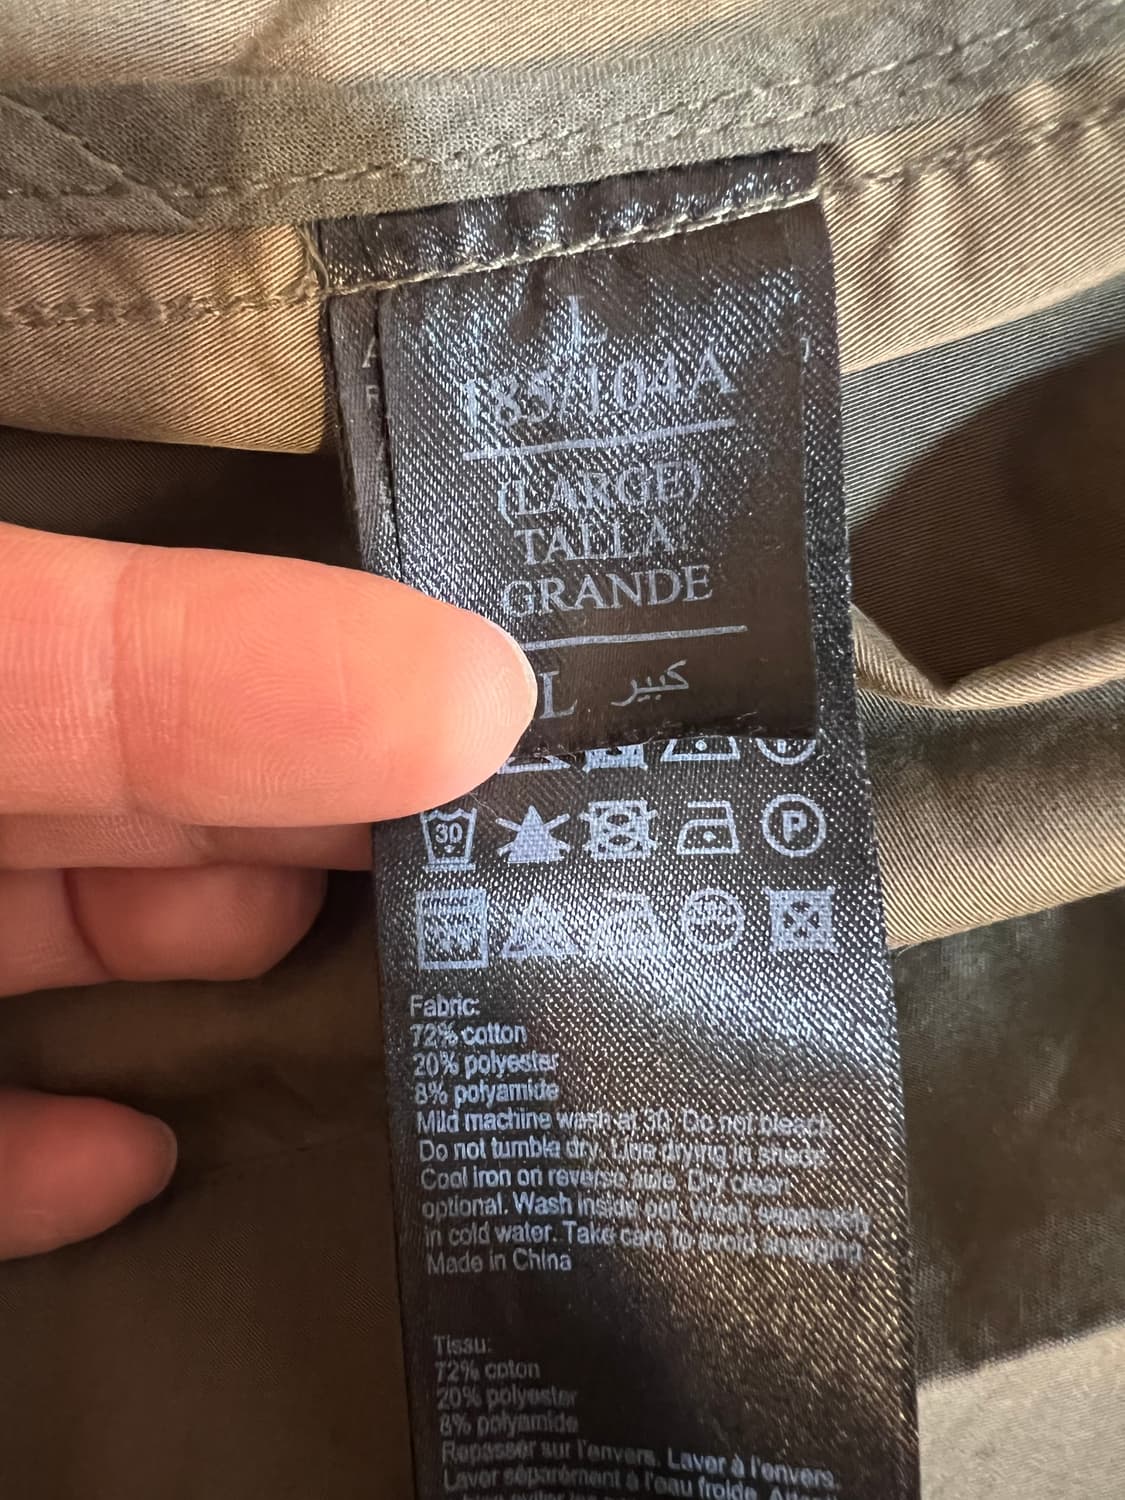 L
185/104A
(LARGE)
TALLA
GRANDE
L كبير
30 P
Fabric:
72% cotton
20% polyester
8% polyamide
Mild machine wash at 30. Do not bleach.
Do not tumble dry. Line drying in shade.
Cool iron on reverse side. Dry clean
optional. Wash inside out. Wash separately
in cold water. Take care to avoid snagging
Made in China
Tissu:
72% coton
20% polyester
8% polyamide
Repasser sur l'envers. Laver à l'envers.
Laver séparément à l'eau froide.